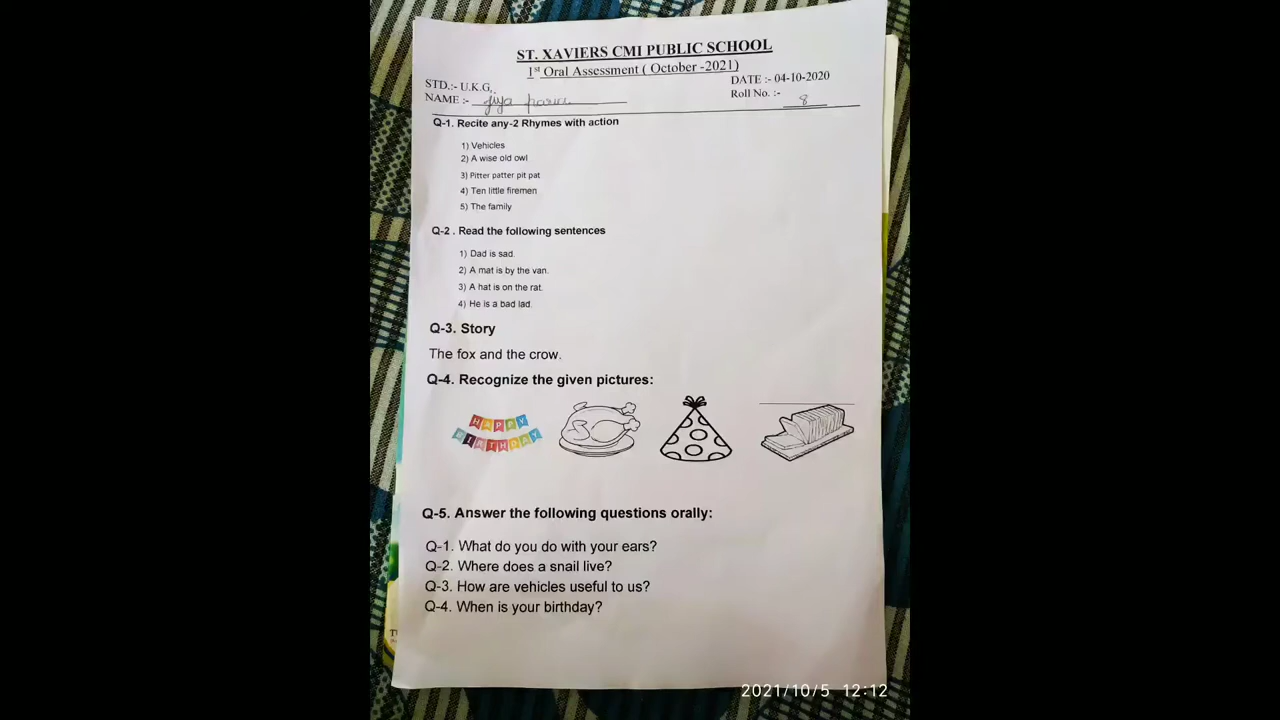 ST. XAVIERS CMI PUBLIC SCHOOL
1st Oral Assessment ( October -2021)
STD.:- U.K.G.
DATE :- 04-10-2020
NAME :- Jiya
Roll No. :- 8
Q-1. Recite any-2 Rhymes with action
1) Vehicles
2) A wise old owl
3) Pitter patter pit pat
4) Ten little firemen
5) The family
Q-2 . Read the following sentences
1) Dad is sad.
2) A mat is by the van.
3) A hat is on the rat.
4) He is a bad lad.
Q-3. Story
The fox and the crow.
Q-4. Recognize the given pictures:
HAPPY
BIRTHDAY
Q-5. Answer the following questions orally:
Q-1. What do you do with your ears?
Q-2. Where does a snail live?
Q-3. How are vehicles useful to us?
Q-4. When is your birthday?
2021/10/5 12:12